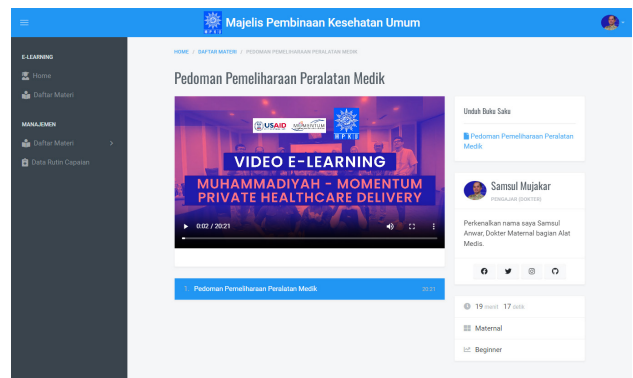 Majelis Pembinaan Kesehatan Umum
E-LEARNING
Home
Daftar Materi
MANAJEMEN
Daftar Materi
Data Rutin Capaian
HOME / DAFTAR MATERI / PEDOMAN PEMELIHARAAN PERALATAN MEDIK
Pedoman Pemeliharaan Peralatan Medik
USAID MOMENTUM
MPKU
VIDEO E-LEARNING
MUHAMMADIYAH - MOMENTUM
PRIVATE HEALTHCARE DELIVERY
0:02 / 20:21
1. Pedoman Pemeliharaan Peralatan Medik 20:21
Unduh Buku Saku
Pedoman Pemeliharaan Peralatan
Medik
Samsul Mujakar
PENGAJAR (DOKTER)
Perkenalkan nama saya Samsul
Anwar, Dokter Maternal bagian Alat
Medis.
19 menit 17 detik
Maternal
Beginner